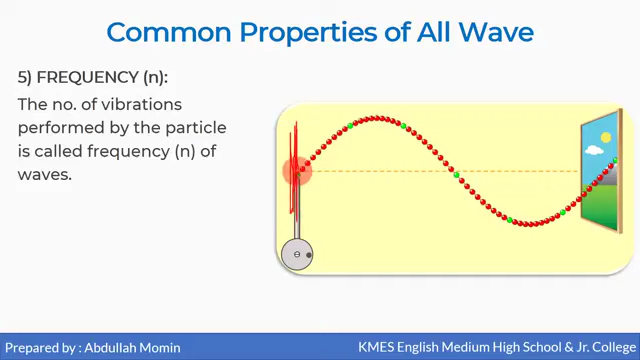 Common Properties of All Wave
5) FREQUENCY (n):
The no. of vibrations
performed by the particle
is called frequency (n) of
waves.
Prepared by : Abdullah Momin
KMES English Medium High School & Jr. College